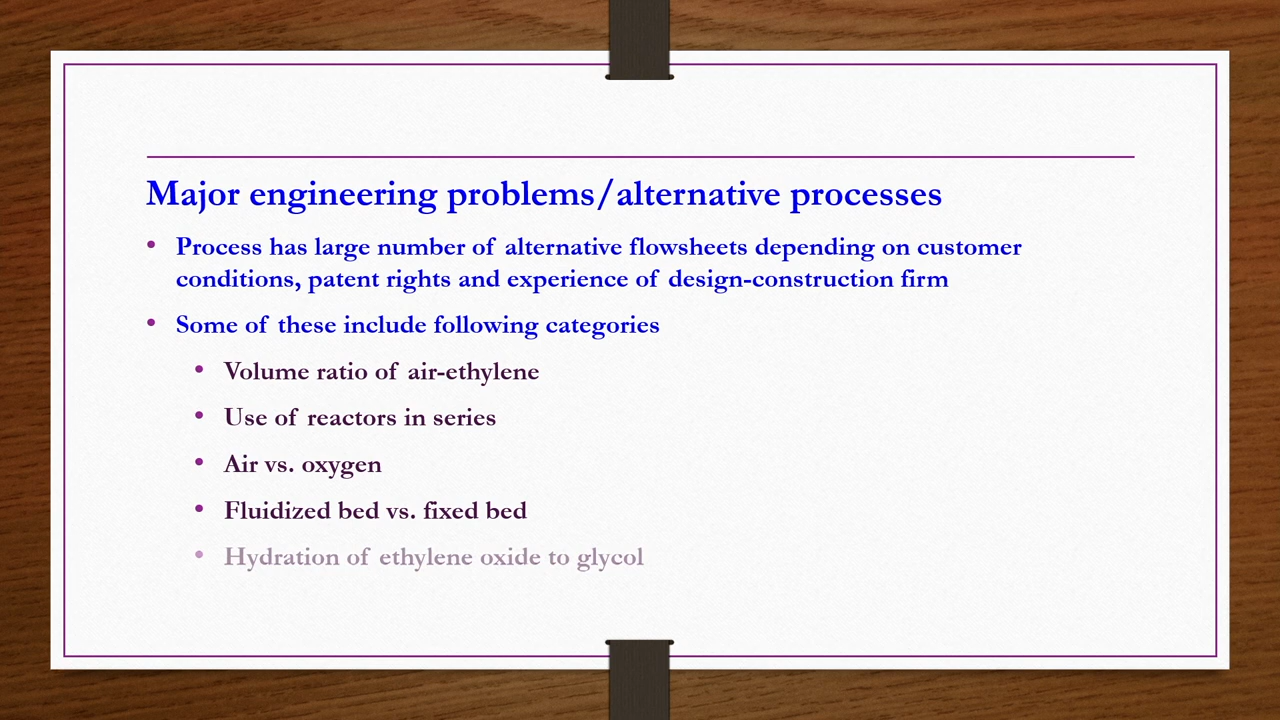 Major engineering problems/alternative processes
• Process has large number of alternative flowsheets depending on customer
conditions, patent rights and experience of design-construction firm
• Some of these include following categories
• Volume ratio of air-ethylene
• Use of reactors in series
• Air vs. oxygen
• Fluidized bed vs. fixed bed
• Hydration of ethylene oxide to glycol